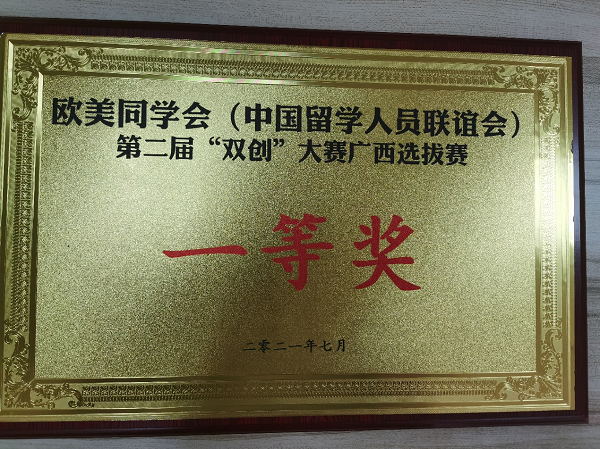 欧美同学会（中国留学人员联谊会）
第二届“双创”大赛广西选拔赛
一等奖
二零二一年七月